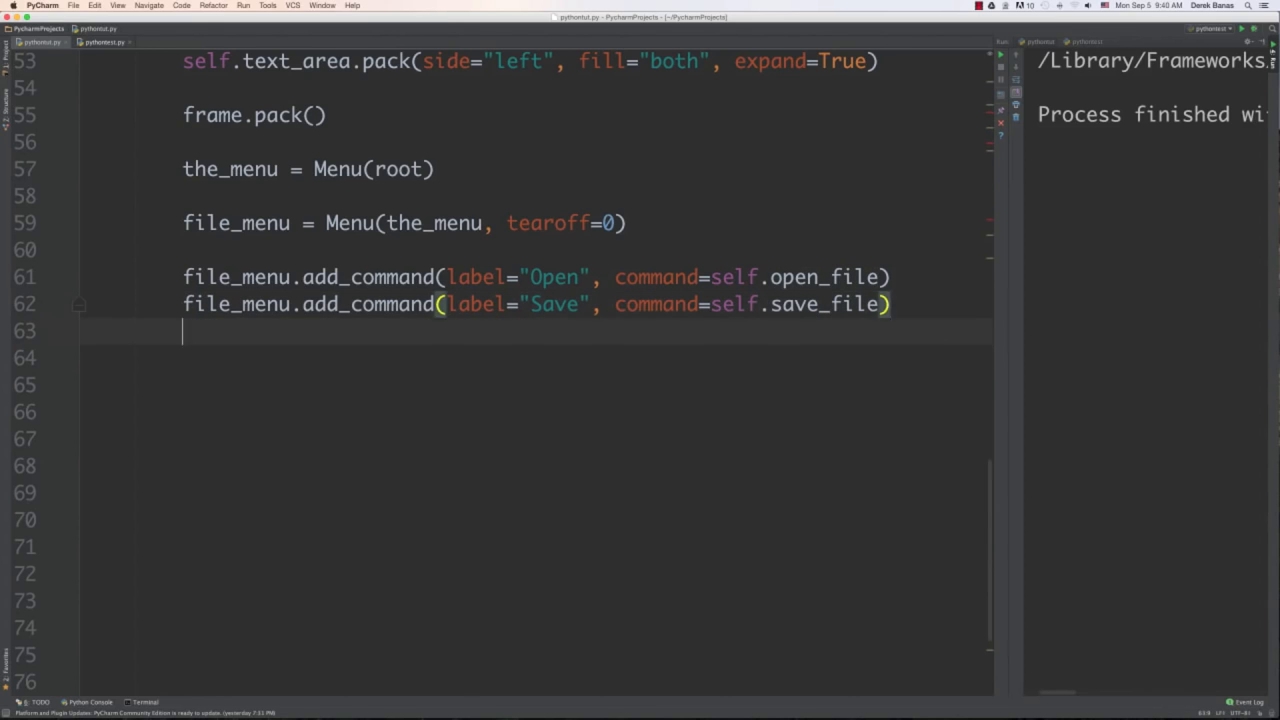 PyCharm File Edit View Navigate Code Refactor Run Tools VCS Window Help 10 Mon Sep 5 9:40 AM Derek Banas
pythontut.py - PycharmProjects - [~/PycharmProjects]
PycharmProjects pythontut.py pythontest
pythontut.py pythontest.py Run: pythontut pythontest
53 self.text_area.pack(side="left", fill="both", expand=True)
54
55 frame.pack()
56
57 the_menu = Menu(root)
58
59 file_menu = Menu(the_menu, tearoff=0)
60
61 file_menu.add_command(label="Open", command=self.open_file)
62 file_menu.add_command(label="Save", command=self.save_file)
63
64
65
66
67
68
69
70
71
72
73
74
75
76
/Library/Frameworks
Process finished wi
1: Project
7: Structure
2: Favorites
Run
6: TODO Python Console Terminal Event Log
Platform and Plugin Updates: PyCharm Community Edition is ready to update. (yesterday 7:51 PM) 63:9 LF÷ UTF-8÷